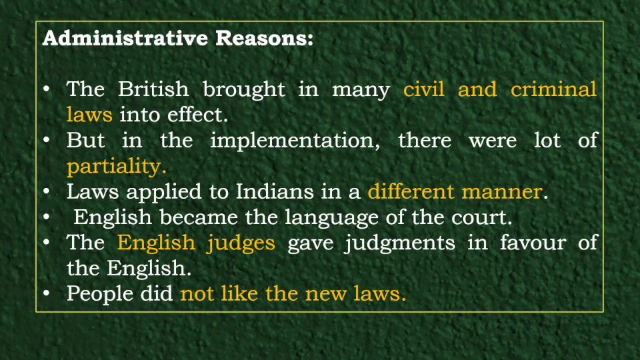 Administrative Reasons:
• The British brought in many civil and criminal
laws into effect.
• But in the implementation, there were lot of
partiality.
• Laws applied to Indians in a different manner.
• English became the language of the court.
• The English judges gave judgments in favour of
the English.
• People did not like the new laws.